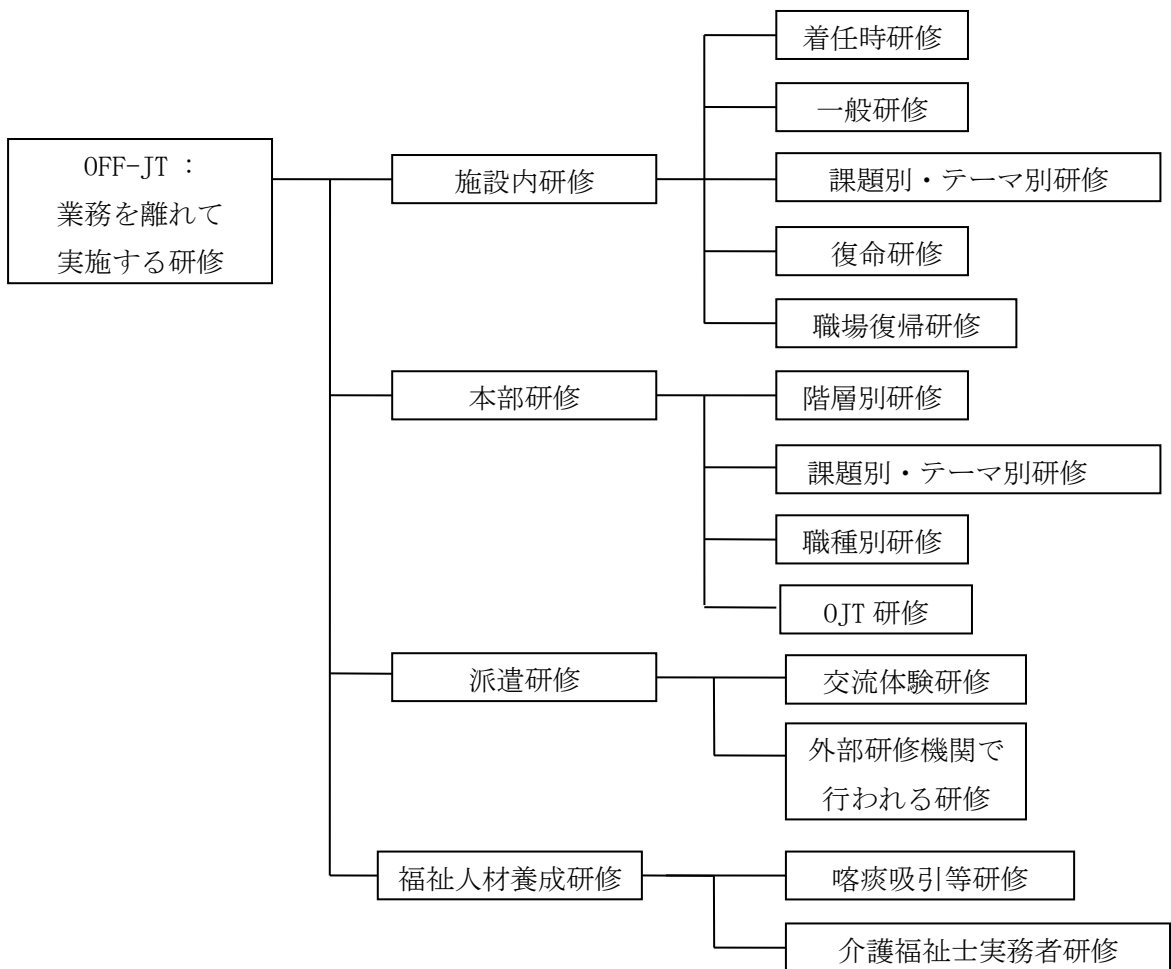 OFF-JT :
業務を離れて
実施する研修
施設内研修
着任時研修
一般研修
課題別・テーマ別研修
復命研修
職場復帰研修
本部研修
階層別研修
課題別・テーマ別研修
職種別研修
OJT 研修
派遣研修
交流体験研修
外部研修機関で
行われる研修
福祉人材養成研修
喀痰吸引等研修
介護福祉士実務者研修